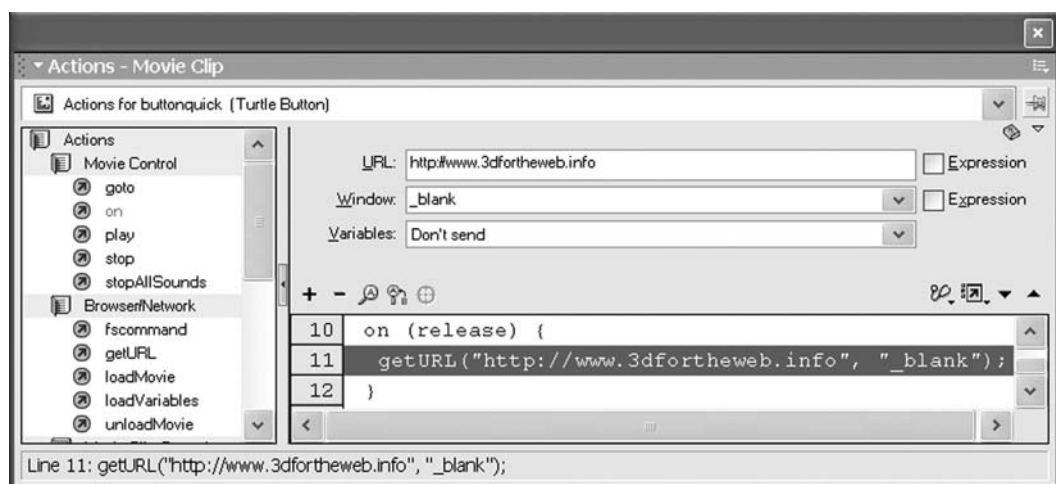 Actions - Movie Clip
Actions for buttonquick (Turtle Button)
Actions
Movie Control
goto
on
play
stop
stopAllSounds
Browser/Network
fscommand
getURL
loadMovie
loadVariables
unloadMovie
URL: http://www.3dfortheweb.info Expression
Window: _blank Expression
Variables: Don't send
10 on (release) {
11 getURL("http://www.3dfortheweb.info", "_blank");
12 }
Line 11: getURL("http://www.3dfortheweb.info", "_blank");